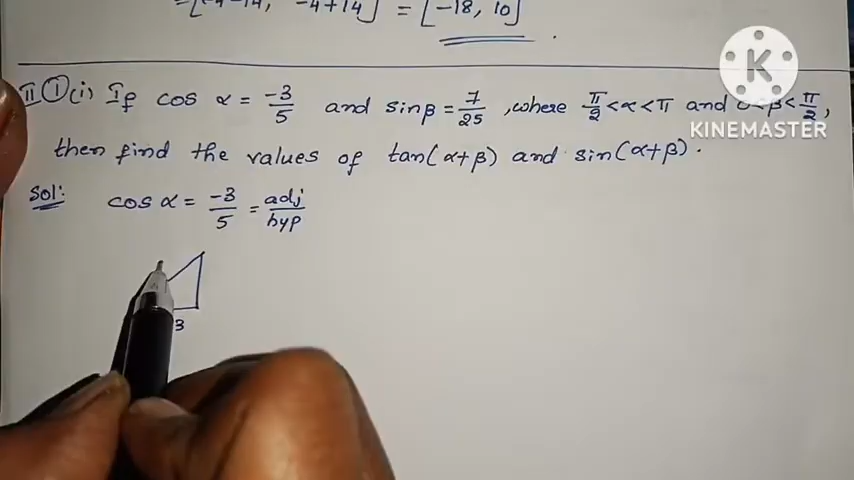 = [-4-14, -4+14] = [-18, 10].
II ① (i) If cos α = -3/5 and sinβ = 7/25, where π/2 < α < π and 0 < β < π/2,
then find the values of tan(α+β) and sin(α+β).
Sol: cos α = -3/5 = adj/hyp
3
K
KINEMASTER